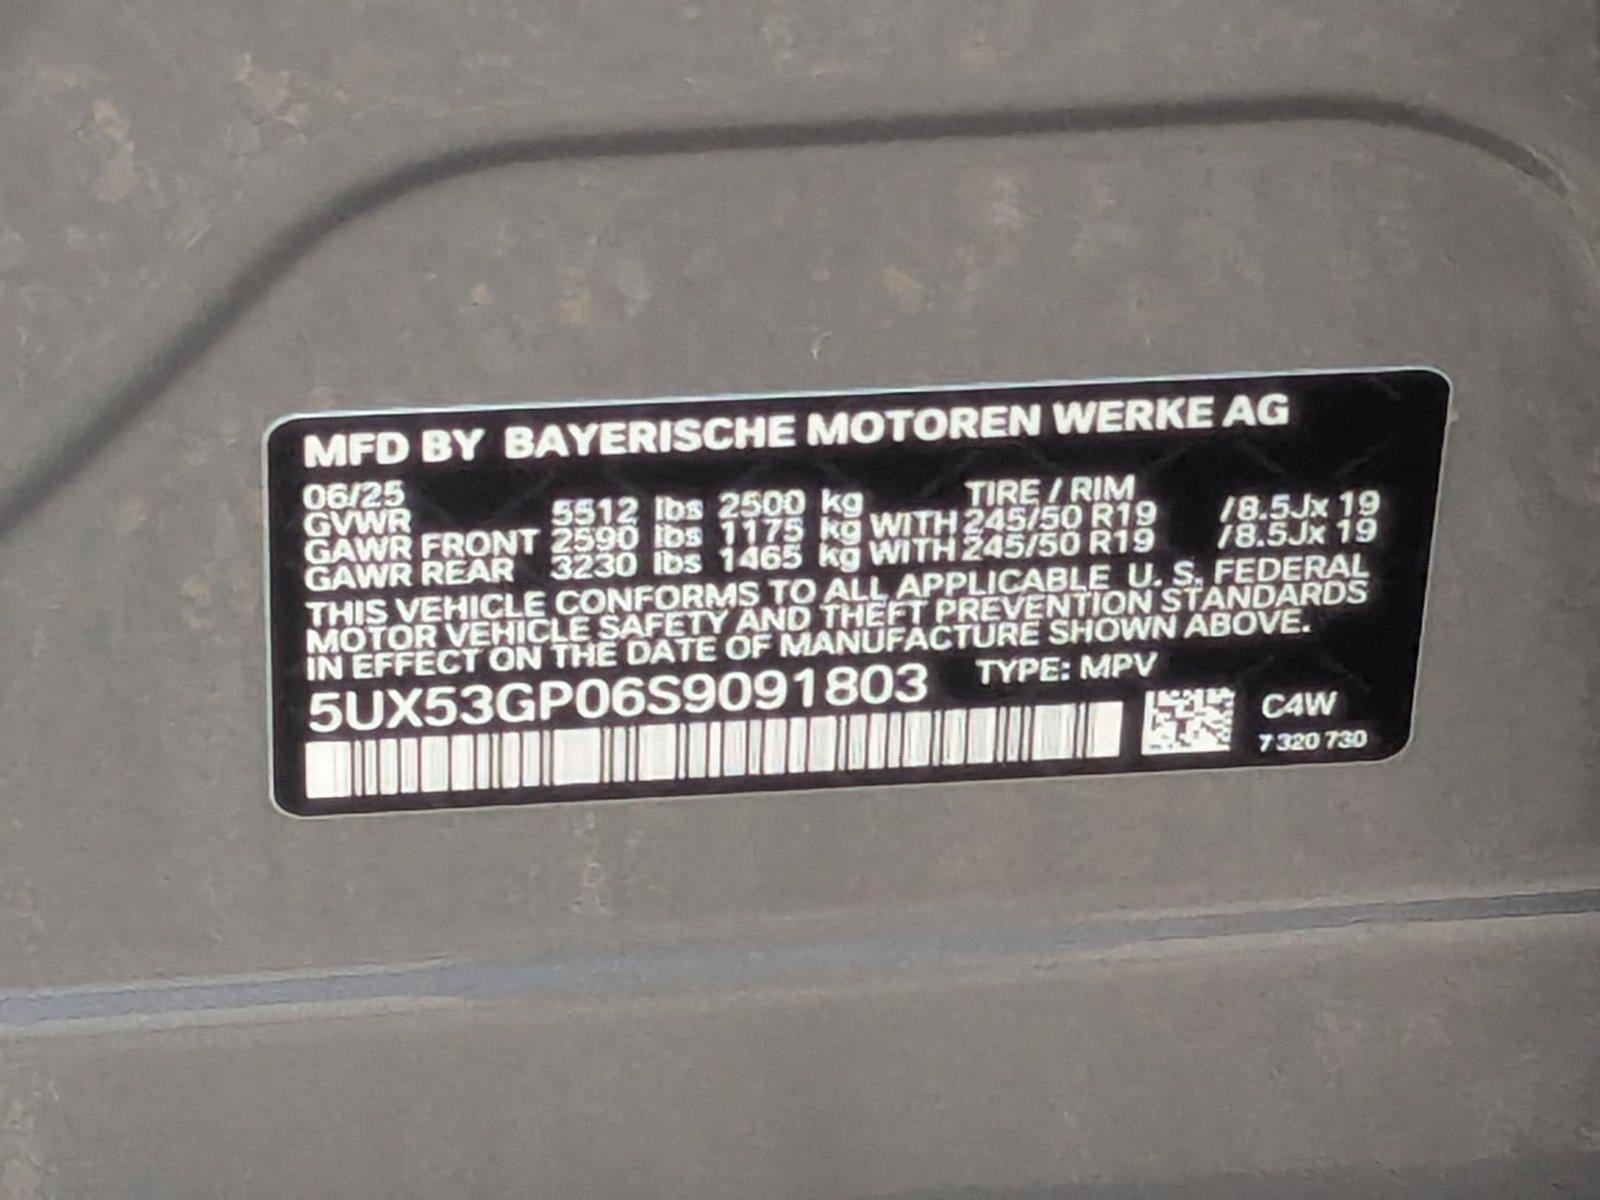 MFD BY BAYERISCHE MOTOREN WERKE AG
06/25 TIRE / RIM
GVWR 5512 lbs 2500 kg
GAWR FRONT 2590 lbs 1175 kg WITH 245/50 R19 /8.5Jx 19
GAWR REAR 3230 lbs 1465 kg WITH 245/50 R19 /8.5Jx 19
THIS VEHICLE CONFORMS TO ALL APPLICABLE U. S. FEDERAL
MOTOR VEHICLE SAFETY AND THEFT PREVENTION STANDARDS
IN EFFECT ON THE DATE OF MANUFACTURE SHOWN ABOVE.
5UX53GP06S9091803 TYPE: MPV
C4W
7 320 730